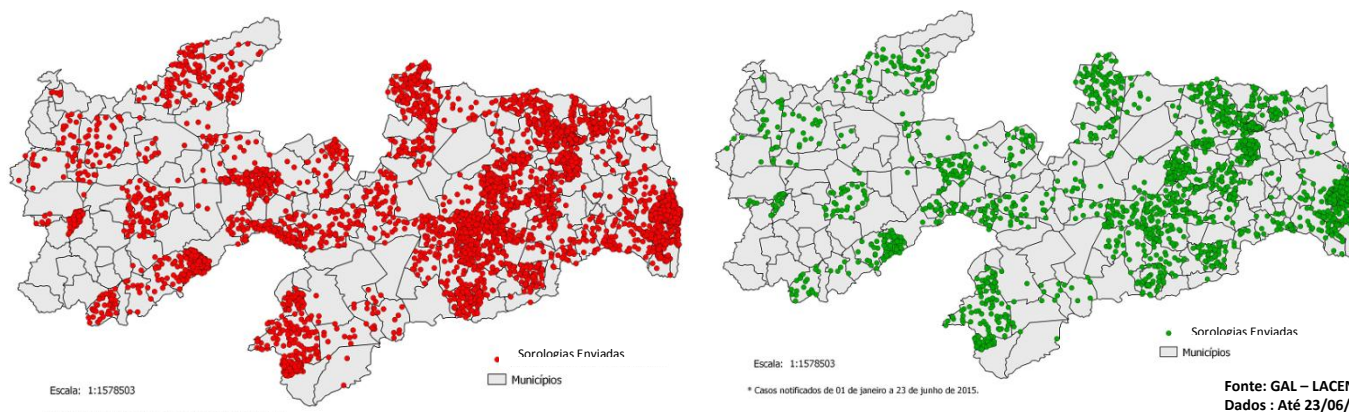 Sorologias Enviadas
Escala: 1:1578503
Municípios
Sorologias Enviadas
Municípios
Escala: 1:1578503
* Casos notificados de 01 de janeiro a 23 de junho de 2015.
Fonte: GAL – LACEN
Dados : Até 23/06/